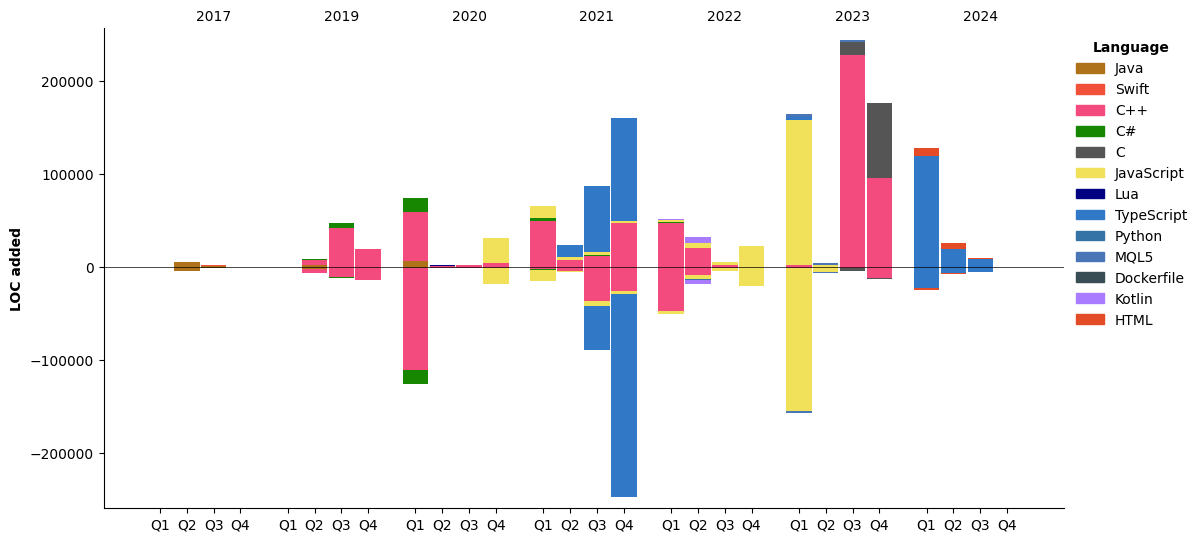 2017 2019 2020 2021 2022 2023 2024
LOC added
200000
100000
0
−100000
−200000
Q1 Q2 Q3 Q4 Q1 Q2 Q3 Q4 Q1 Q2 Q3 Q4 Q1 Q2 Q3 Q4 Q1 Q2 Q3 Q4 Q1 Q2 Q3 Q4 Q1 Q2 Q3 Q4
Language
Java
Swift
C++
C#
C
JavaScript
Lua
TypeScript
Python
MQL5
Dockerfile
Kotlin
HTML